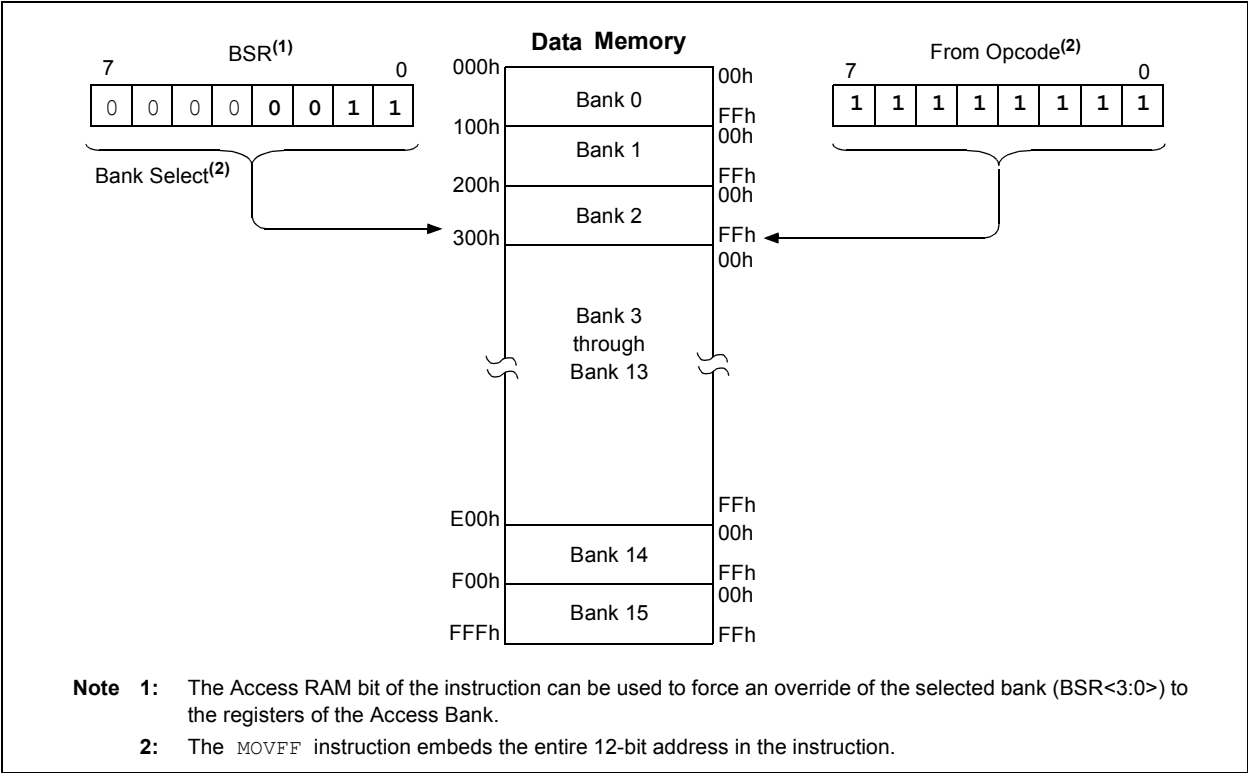 Data Memory
BSR(1)
From Opcode(2)
7 0
7 0
0 0 0 0 0 0 1 1
1 1 1 1 1 1 1 1
Bank Select(2)
000h
00h
Bank 0
FFh
100h
00h
Bank 1
FFh
200h
00h
Bank 2
FFh
300h
00h
Bank 3
through
Bank 13
FFh
E00h
00h
Bank 14
FFh
F00h
00h
Bank 15
FFFh
FFh
Note 1: The Access RAM bit of the instruction can be used to force an override of the selected bank (BSR<3:0>) to
the registers of the Access Bank.
2: The MOVFF instruction embeds the entire 12-bit address in the instruction.